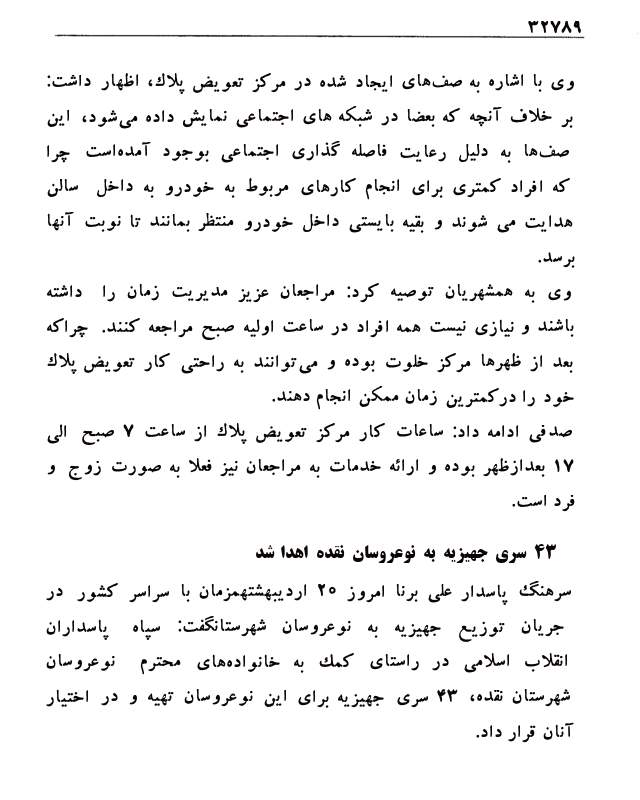 ۳۲۷۸۹
وی با اشاره به صف‌های ایجاد شده در مرکز تعویض پلاك، اظهار داشت:
بر خلاف آنچه که بعضا در شبکه های اجتماعی نمایش داده می‌شود، این
صف‌ها به دلیل رعایت فاصله گذاری اجتماعی بوجود آمده‌است چرا
که افراد کمتری برای انجام کارهای مربوط به خودرو به داخل سالن
هدایت می شوند و بقیه بایستی داخل خودرو منتظر بمانند تا نوبت آنها
برسد.
وی به همشهریان توصیه کرد: مراجعان عزیز مدیریت زمان را داشته
باشند و نیازی نیست همه افراد در ساعت اولیه صبح مراجعه کنند. چراکه
بعد از ظهرها مرکز خلوت بوده و می‌توانند به راحتی کار تعویض پلاك
خود را درکمترین زمان ممکن انجام دهند.
صدفی ادامه داد: ساعات کار مرکز تعویض پلاك از ساعت ۷ صبح الی
۱۷ بعدازظهر بوده و ارائه خدمات به مراجعان نیز فعلا به صورت زوج و
فرد است.
۴۳ سری جهیزیه به نوعروسان نقده اهدا شد
سرهنگ پاسدار علی برنا امروز ۲۵ اردیبهشتهمزمان با سراسر کشور در
جریان توزیع جهیزیه به نوعروسان شهرستانگفت: سپاه پاسداران
انقلاب اسلامی در راستای کمك به خانواده‌های محترم نوعروسان
شهرستان نقده، ۴۳ سری جهیزیه برای این نوعروسان تهیه و در اختیار
آنان قرار داد.